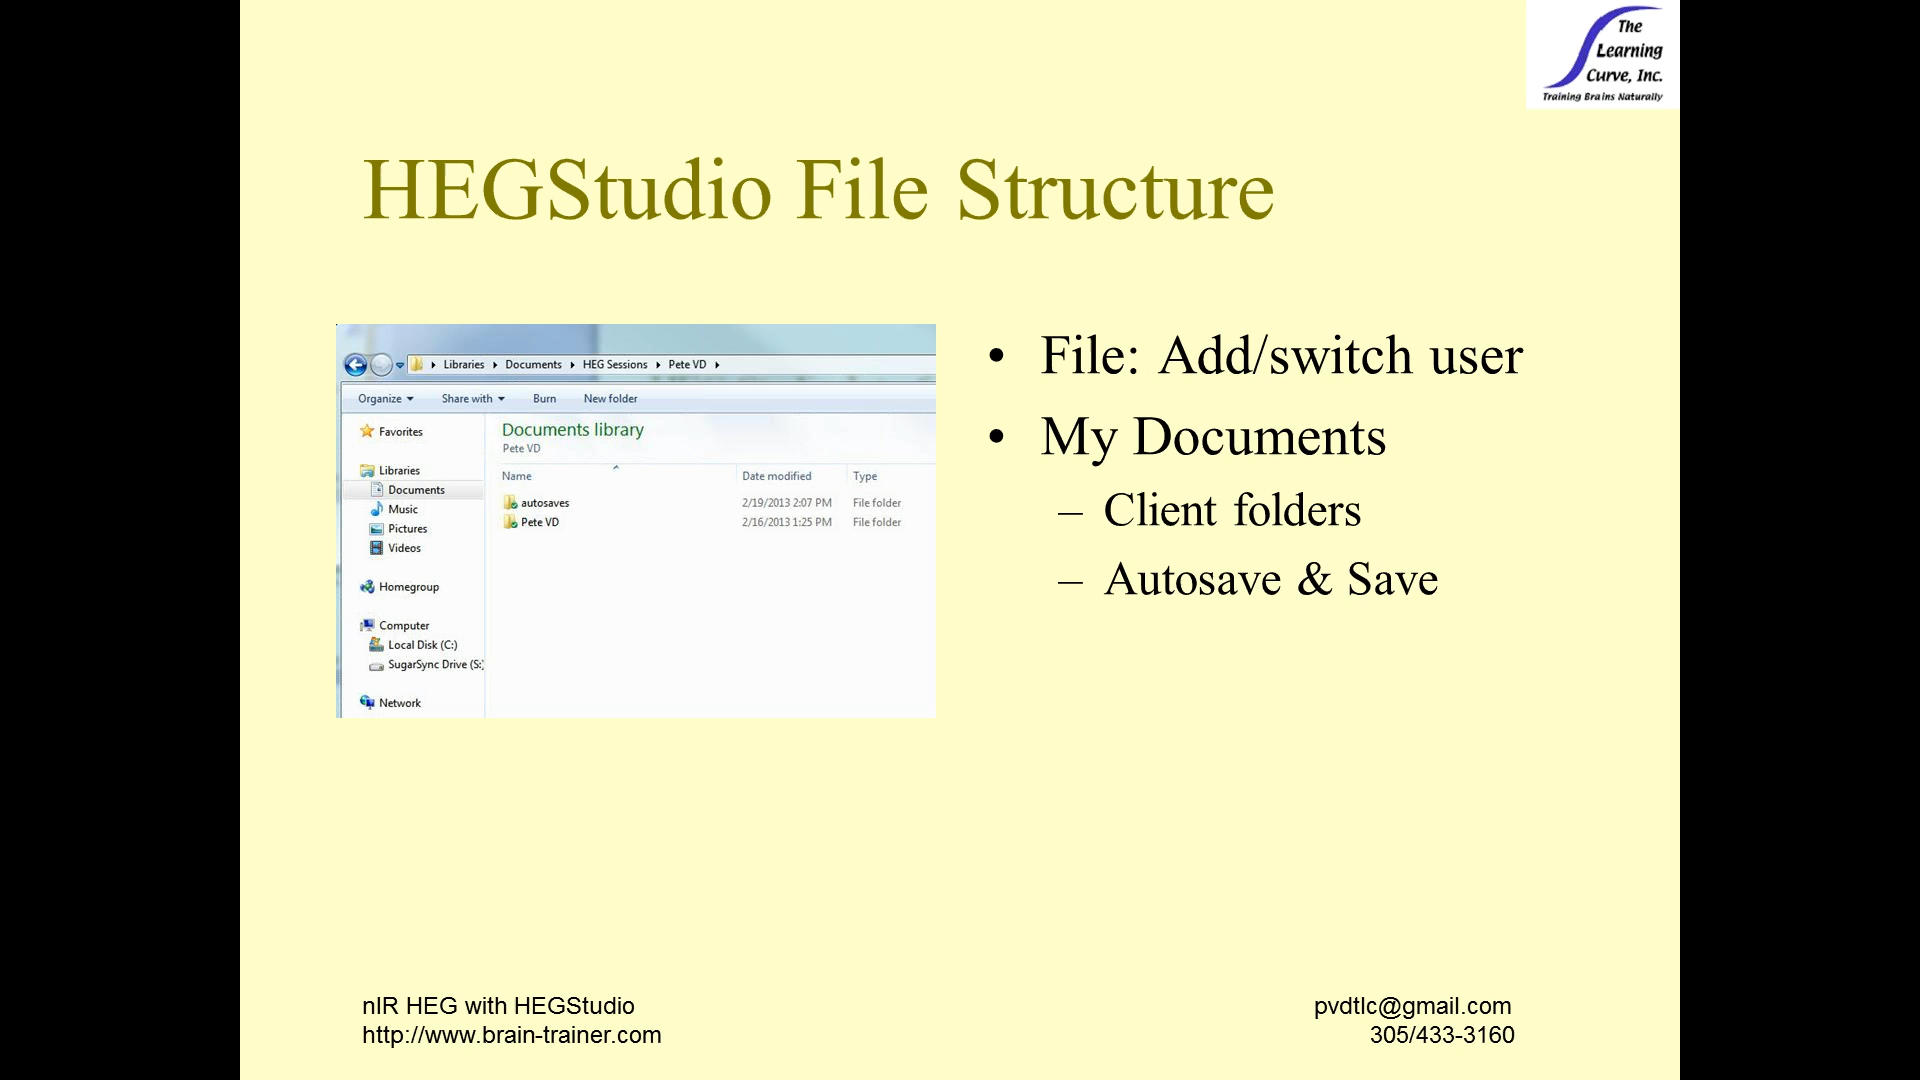 The
Learning
Curve, Inc.
Training Brains Naturally
HEGStudio File Structure
Libraries Documents HEG Sessions Pete VD
Organize Share with Burn New folder
Favorites
Libraries
Documents
Music
Pictures
Videos
Homegroup
Computer
Local Disk (C:)
SugarSync Drive (S:)
Network
Documents library
Pete VD
Name Date modified Type
autosaves 2/19/2013 2:07 PM File folder
Pete VD 2/16/2013 1:25 PM File folder
• File: Add/switch user
• My Documents
– Client folders
– Autosave & Save
nIR HEG with HEGStudio
http://www.brain-trainer.com
pvdtlc@gmail.com
305/433-3160